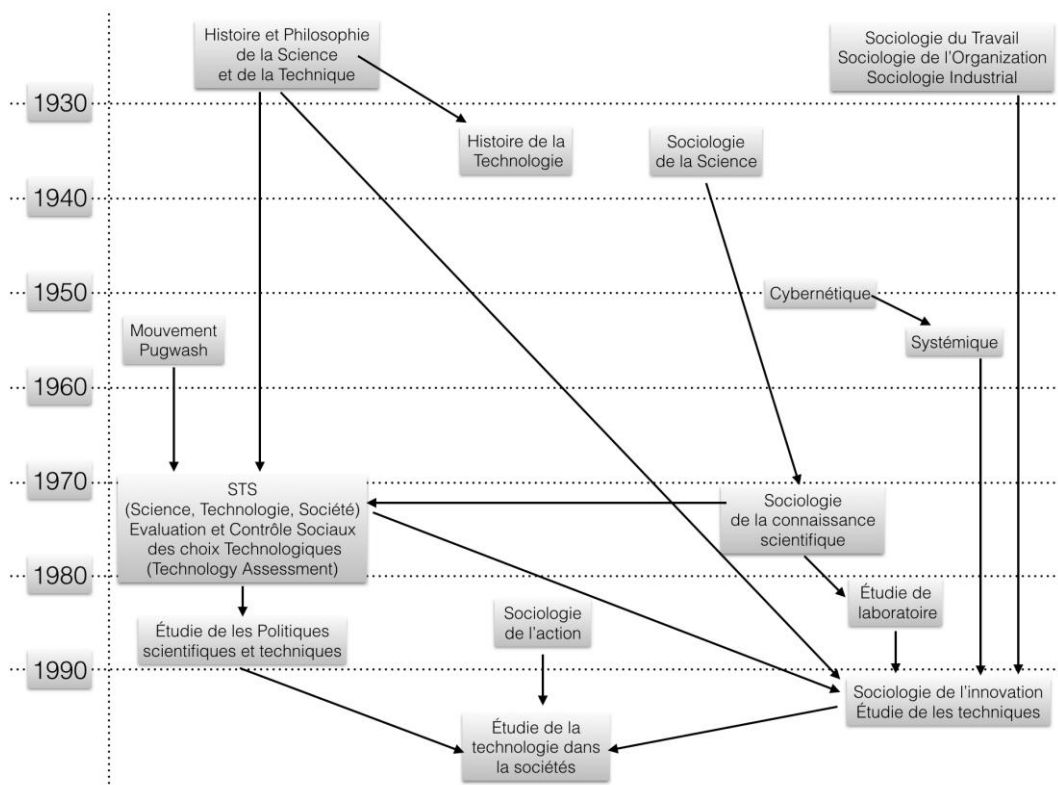 Histoire et Philosophie
de la Science
et de la Technique
Sociologie du Travail
Sociologie de l'Organization
Sociologie Industrial
1930
Histoire de la
Technologie
Sociologie
de la Science
1940
1950
Cybernétique
Mouvement
Pugwash
Systémique
1960
1970
STS
(Science, Technologie, Société)
Evaluation et Contrôle Sociaux
des choix Technologiques
(Technology Assessment)
Sociologie
de la connaissance
scientifique
1980
Étudie de
laboratoire
Sociologie
de l'action
Étudie de les Politiques
scientifiques et techniques
1990
Sociologie de l'innovation
Étudie de les techniques
Étudie de la
technologie dans
la sociétés